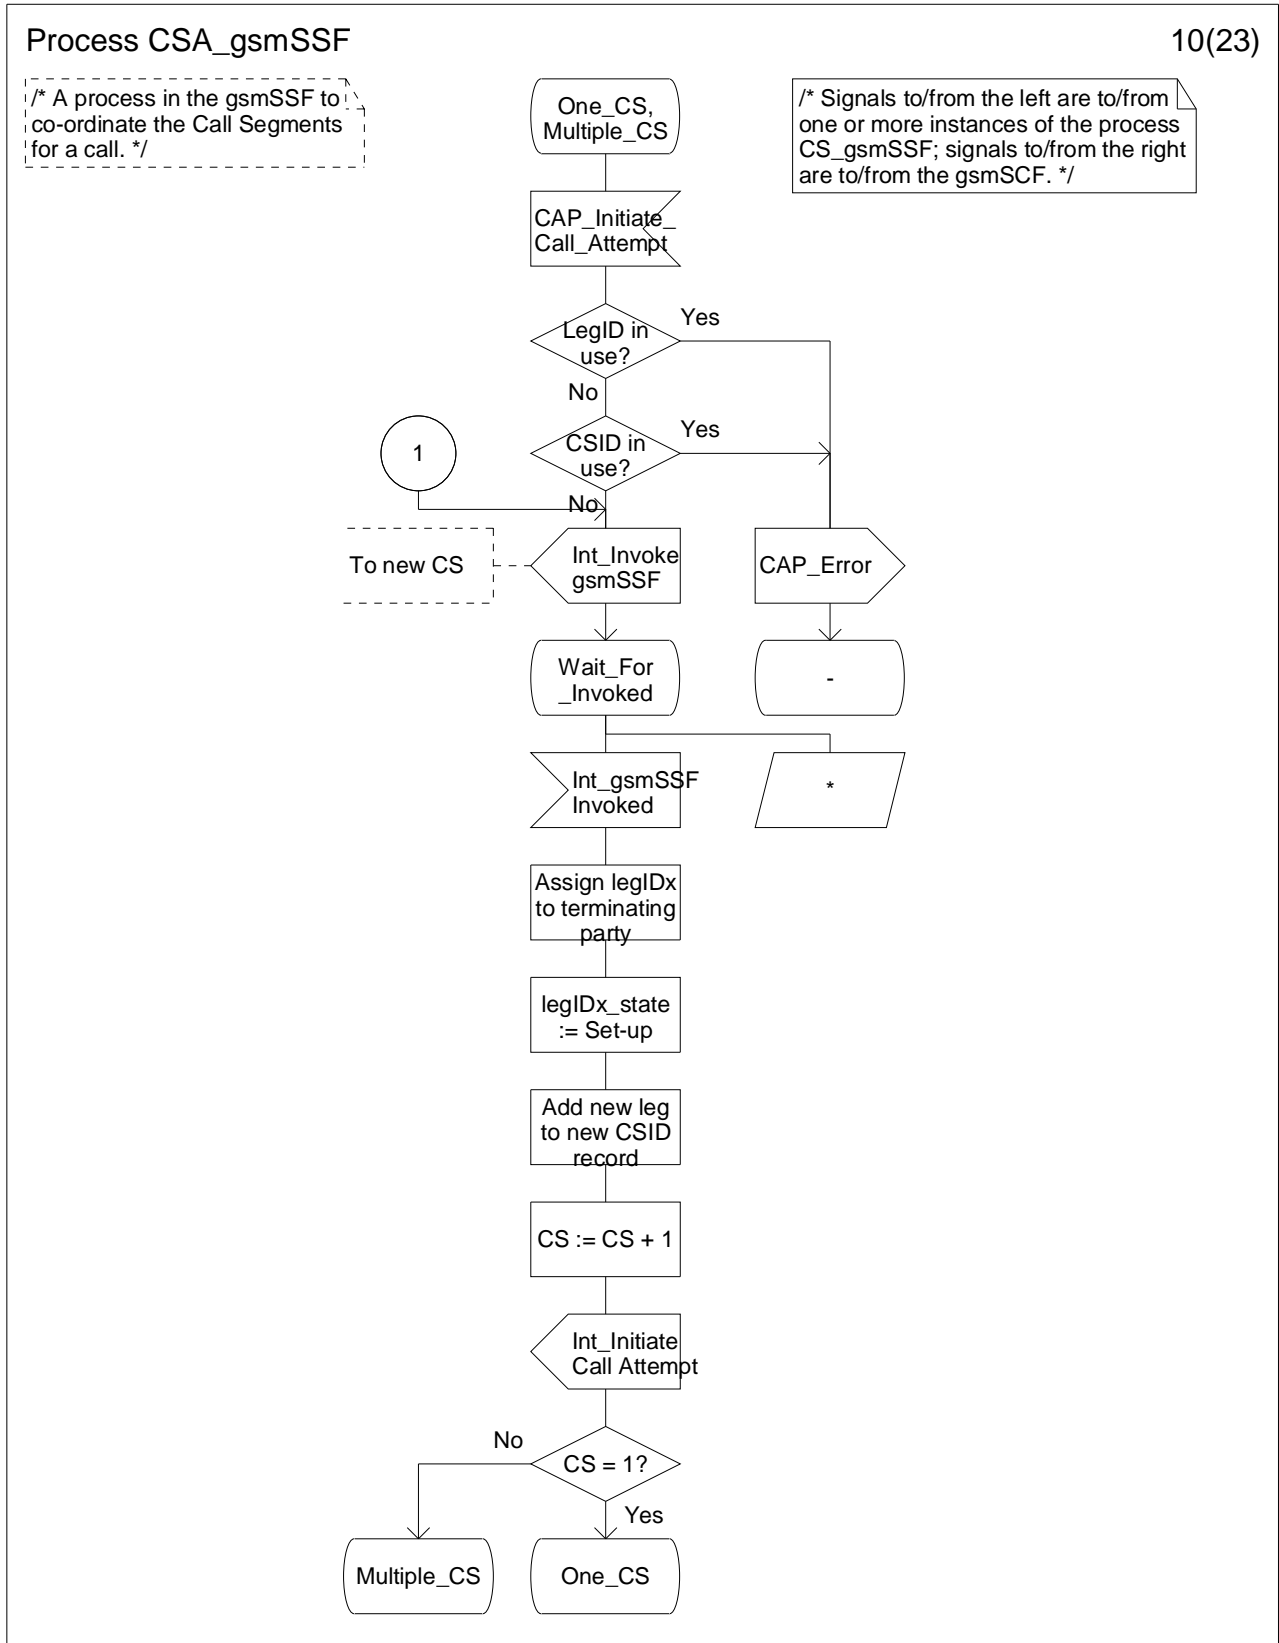 Process CSA_gsmSSF
10(23)
/* A process in the gsmSSF to
co-ordinate the Call Segments
for a call. */
One_CS,
Multiple_CS
/* Signals to/from the left are to/from
one or more instances of the process
CS_gsmSSF; signals to/from the right
are to/from the gsmSCF. */
CAP_Initiate_
Call_Attempt
LegID in
use?
Yes
No
CSID in
use?
Yes
1
No
To new CS
Int_Invoke
gsmSSF
CAP_Error
Wait_For
_Invoked
-
Int_gsmSSF
Invoked
*
Assign legIDx
to terminating
party
legIDx_state
:= Set-up
Add new leg
to new CSID
record
CS := CS + 1
Int_Initiate
Call Attempt
No
CS = 1?
Yes
Multiple_CS
One_CS